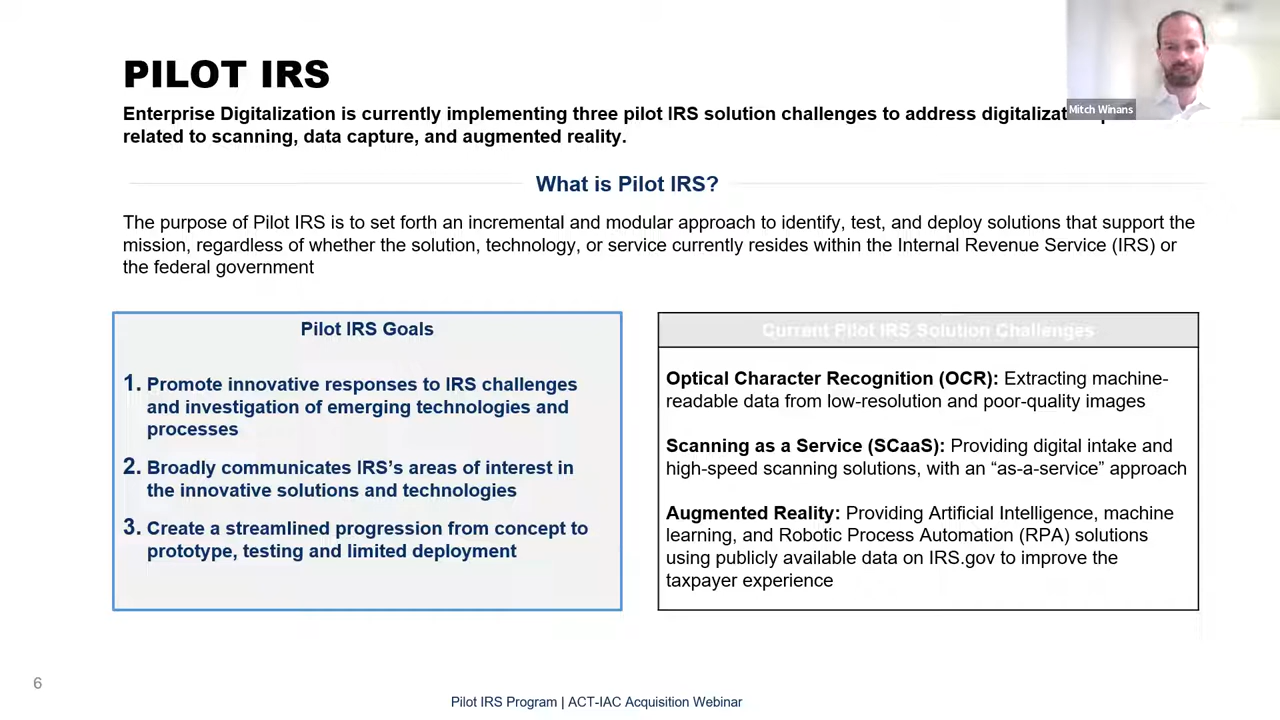 Mitch Winans
PILOT IRS
Enterprise Digitalization is currently implementing three pilot IRS solution challenges to address
related to scanning, data capture, and augmented reality.
What is Pilot IRS?
The purpose of Pilot IRS is to set forth an incremental and modular approach to identify, test, and deploy solutions that support the
mission, regardless of whether the solution, technology, or service currently resides within the Internal Revenue Service (IRS) or
the federal government
Pilot IRS Goals
1. Promote innovative responses to IRS challenges
and investigation of emerging technologies and
processes
2. Broadly communicates IRS’s areas of interest in
the innovative solutions and technologies
3. Create a streamlined progression from concept to
prototype, testing and limited deployment
Current Pilot IRS Solution Challenges
Optical Character Recognition (OCR): Extracting machine-
readable data from low-resolution and poor-quality images
Scanning as a Service (SCaaS): Providing digital intake and
high-speed scanning solutions, with an “as-a-service” approach
Augmented Reality: Providing Artificial Intelligence, machine
learning, and Robotic Process Automation (RPA) solutions
using publicly available data on IRS.gov to improve the
taxpayer experience
6
Pilot IRS Program | ACT-IAC Acquisition Webinar